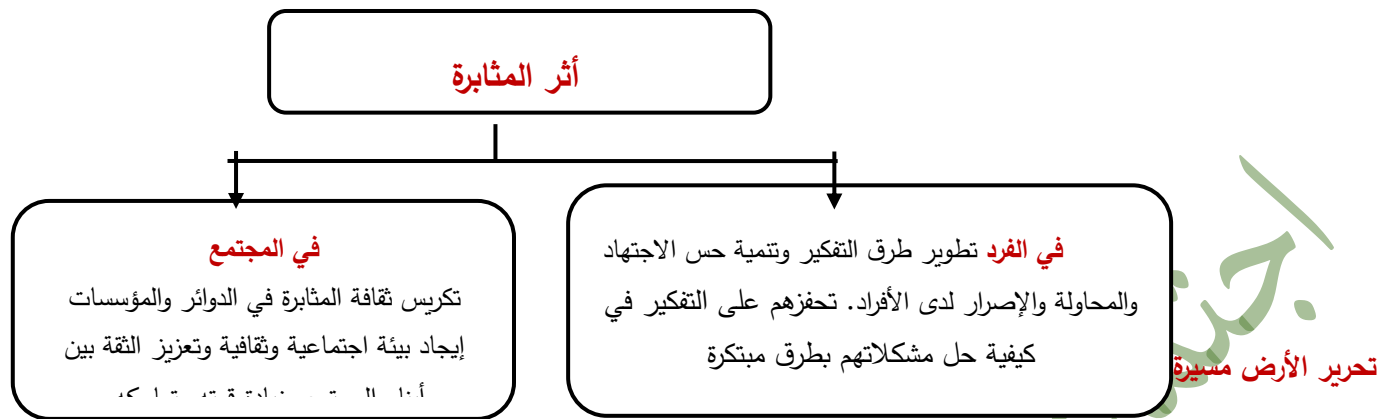 أثر المثابرة
في الفرد تطوير طرق التفكير وتنمية حس الاجتهاد
والمحاولة والإصرار لدى الأفراد. تحفزهم على التفكير في
كيفية حل مشكلاتهم بطرق مبتكرة
في المجتمع
تكريس ثقافة المثابرة في الدوائر والمؤسسات
إيجاد بيئة اجتماعية وثقافية وتعزيز الثقة بين
تحرير الأرض مسيرة